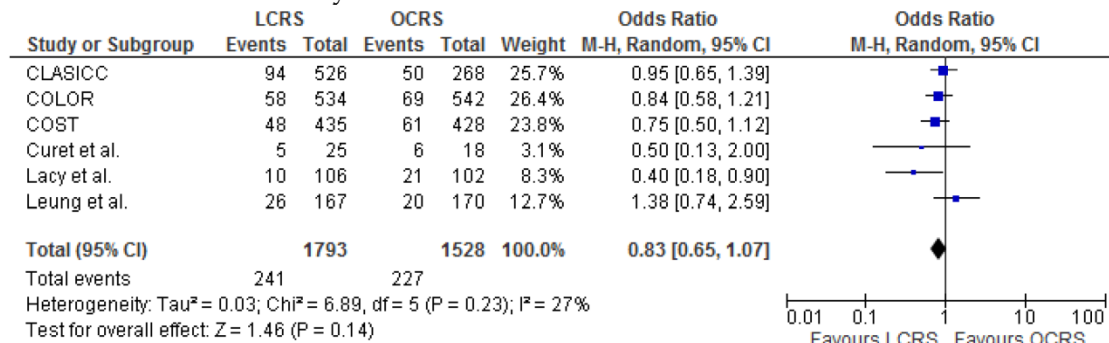 LCRS OCRS Odds Ratio Odds Ratio
Study or Subgroup Events Total Events Total Weight M-H, Random, 95% CI M-H, Random, 95% CI
CLASICC 94 526 50 268 25.7% 0.95 [0.65, 1.39]
COLOR 58 534 69 542 26.4% 0.84 [0.58, 1.21]
COST 48 435 61 428 23.8% 0.75 [0.50, 1.12]
Curet et al. 5 25 6 18 3.1% 0.50 [0.13, 2.00]
Lacy et al. 10 106 21 102 8.3% 0.40 [0.18, 0.90]
Leung et al. 26 167 20 170 12.7% 1.38 [0.74, 2.59]
Total (95% CI) 1793 1528 100.0% 0.83 [0.65, 1.07]
Total events 241 227
Heterogeneity: Tau² = 0.03; Chi² = 6.89, df = 5 (P = 0.23); I² = 27%
Test for overall effect: Z = 1.46 (P = 0.14)
0.01 0.1 1 10 100
Favours LCRS Favours OCRS